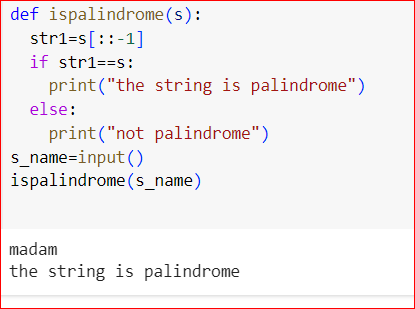 def ispalindrome(s):
  str1=s[::-1]
  if str1==s:
    print("the string is palindrome")
  else:
    print("not palindrome")
s_name=input()
ispalindrome(s_name)
madam
the string is palindrome